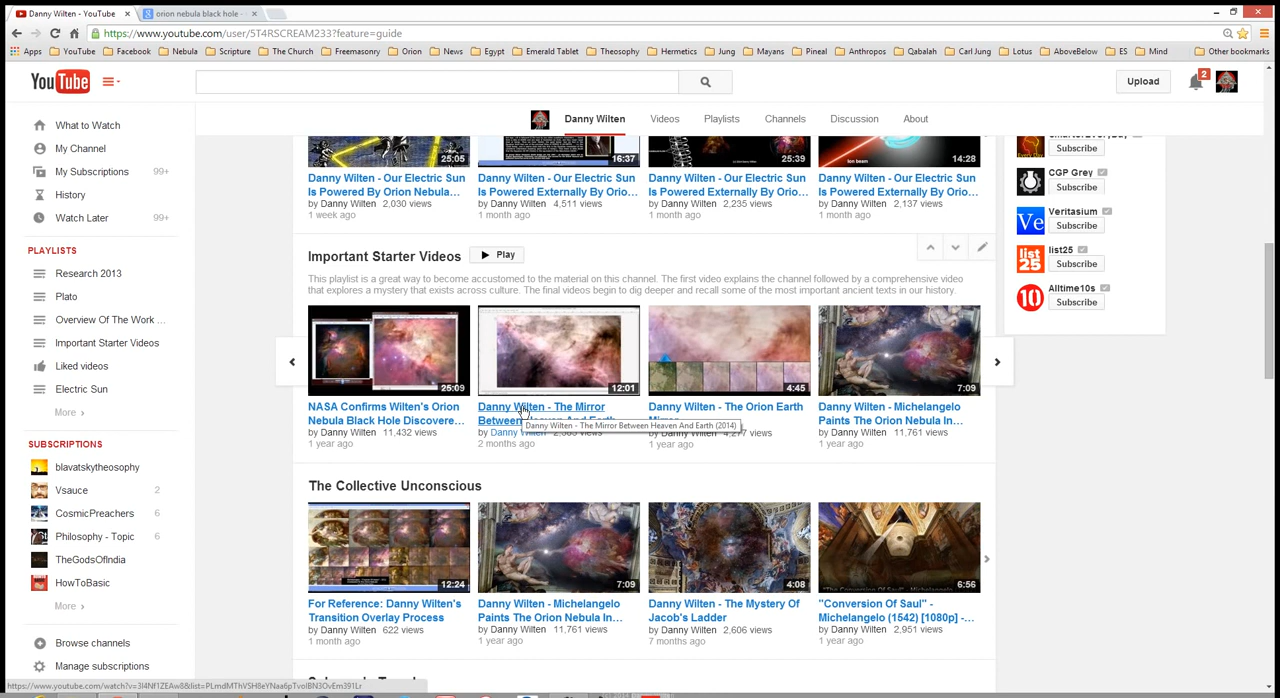 Danny Wilten - YouTube
orion nebula black hole -
https://www.youtube.com/user/5T4RSCREAM233?feature=guide
Apps YouTube Facebook Nebula Scripture The Church Freemasonry Orion News Egypt Emerald Tablet Theosophy Hermetics Jung Mayans Pineal Anthropos Qabalah Carl Jung Lotus AboveBelow ES Mind Other bookmarks
YouTube
Upload
2
Danny Wilten Videos Playlists Channels Discussion About
What to Watch
My Channel
My Subscriptions 99+
History
Watch Later 99+
PLAYLISTS
Research 2013
Plato
Overview Of The Work ...
Important Starter Videos
Liked videos
Electric Sun
More ›
SUBSCRIPTIONS
blavatskytheosophy
Vsauce 2
CosmicPreachers 6
Philosophy - Topic 6
TheGodsOfIndia
HowToBasic
More ›
Browse channels
Manage subscriptions
25:05
Danny Wilten - Our Electric Sun
Is Powered By Orion Nebula...
by Danny Wilten 2,030 views
1 week ago
16:37
Danny Wilten - Our Electric Sun
Is Powered Externally By Orio...
by Danny Wilten 4,511 views
1 month ago
25:39
Danny Wilten - Our Electric Sun
Is Powered Externally By Orio...
by Danny Wilten 2,235 views
1 month ago
Ion beam
14:28
Danny Wilten - Our Electric Sun
Is Powered Externally By Orio...
by Danny Wilten 2,137 views
1 month ago
Important Starter Videos
Play
This playlist is a great way to become accustomed to the material on this channel. The first video explains the channel followed by a comprehensive video
that explores a mystery that exists across culture. The final videos begin to dig deeper and recall some of the most important ancient texts in our history.
25:09
NASA Confirms Wilten's Orion
Nebula Black Hole Discovere...
by Danny Wilten 11,432 views
1 year ago
12:01
Danny Wilten - The Mirror
Between
Danny Wilten - The Mirror Between Heaven And Earth (2014)
2 months ago
4:45
Danny Wilten - The Orion Earth
1 year ago
7:09
Danny Wilten - Michelangelo
Paints The Orion Nebula In...
by Danny Wilten 11,761 views
1 year ago
The Collective Unconscious
12:24
For Reference: Danny Wilten's
Transition Overlay Process
by Danny Wilten 622 views
1 month ago
7:09
Danny Wilten - Michelangelo
Paints The Orion Nebula In...
by Danny Wilten 11,761 views
1 year ago
4:08
Danny Wilten - The Mystery Of
Jacob's Ladder
by Danny Wilten 2,606 views
7 months ago
6:56
"Conversion Of Saul" -
Michelangelo (1542) [1080p] -...
by Danny Wilten 2,951 views
1 year ago
Subscribe
CGP Grey
Subscribe
Ve
Veritasium
Subscribe
list25
list25
Subscribe
10
Alltime10s
Subscribe